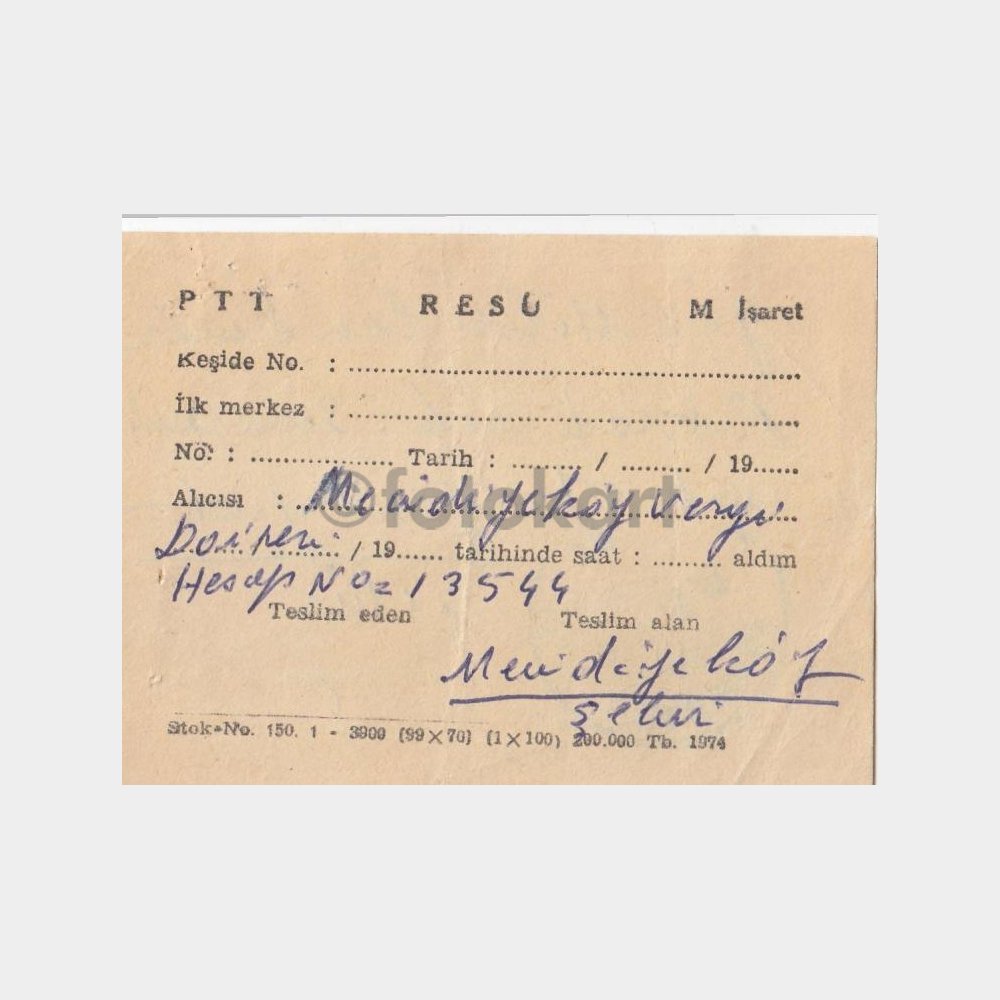 PTT RESÜ M İşaret
Keşide No. :
İlk merkez :
No: : Tarih : / / 19
Alıcısı : Mecidiyeköy Vergi
©fotokart
Dairesi / 19 tarihinde saat : aldım
Hesap No= 13544
Teslim eden Teslim alan
Mecidiyeköy
Şehir
Stok-No. 150. 1 - 3900 (99×70) (1×100) 200.000 Tb. 1974